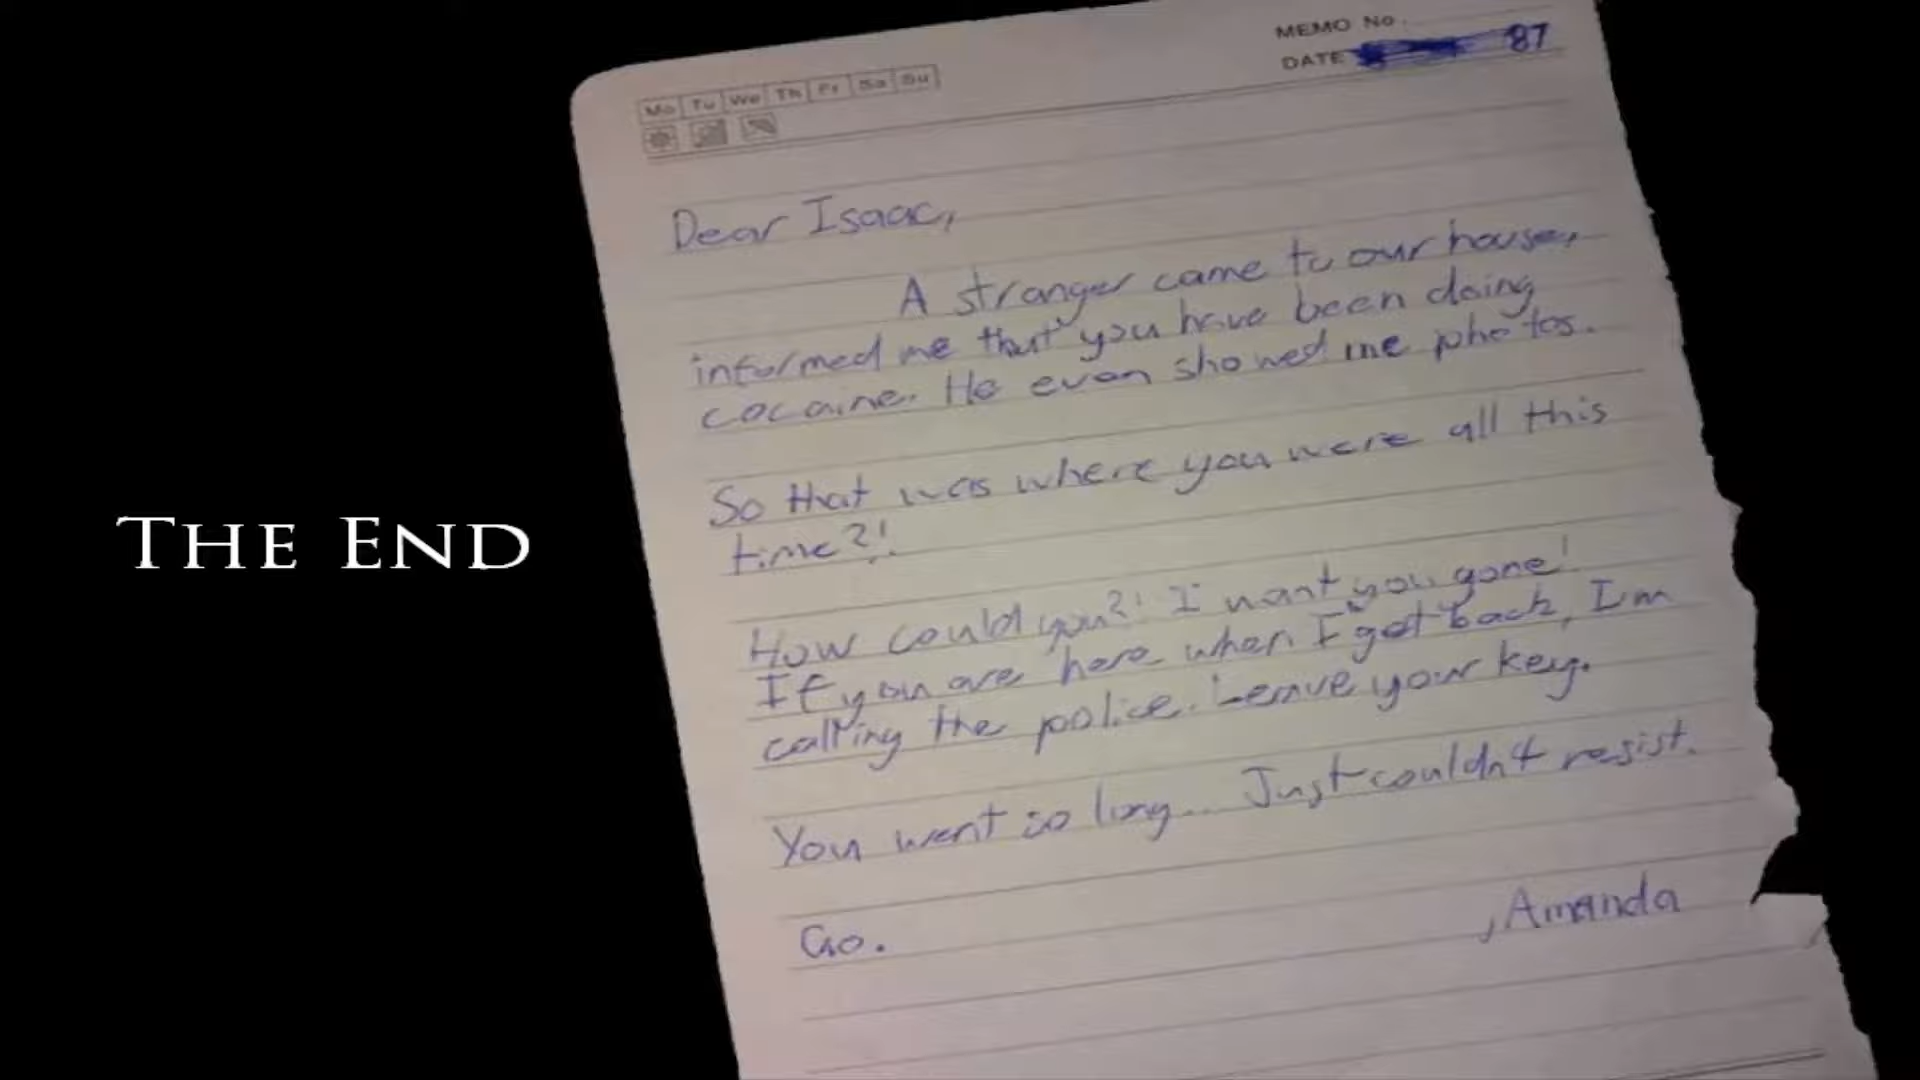 MEMO No.
DATE 87
Mo Tu We Th Fr Sa Su
Dear Isaac,
A stranger came to our house,
informed me that you have been doing
cocaine. He even showed me photos.
So that was where you were all this
time?!
How could you?! I want you gone!
If you are here when I get back, I'm
calling the police. Leave your key.
You went so long... Just couldn't resist.
Go.
, Amanda
THE END